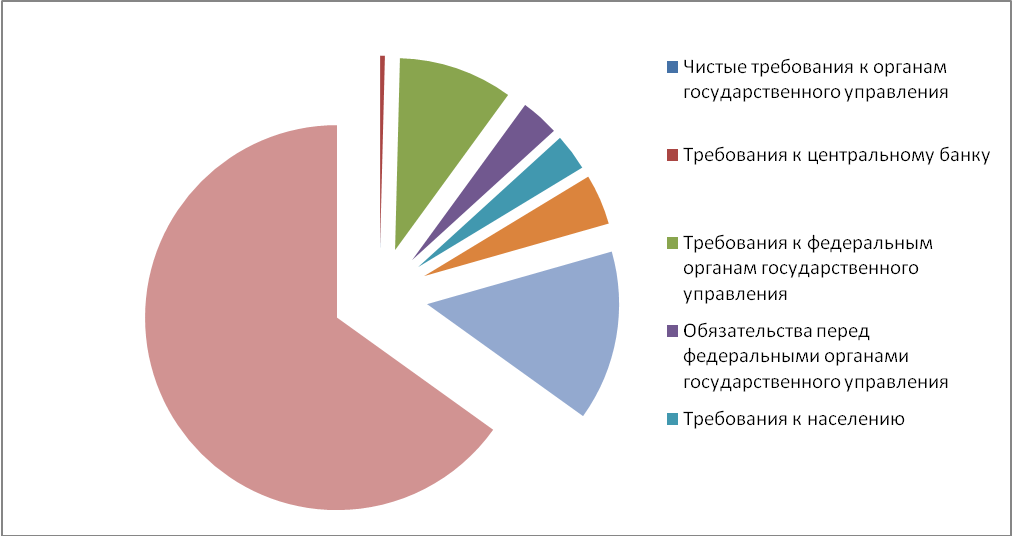 Чистые требования к органам
государственного управления
Требования к центральному банку
Требования к федеральным
органам государственного
управления
Обязательства перед
федеральными органами
государственного управления
Требования к населению